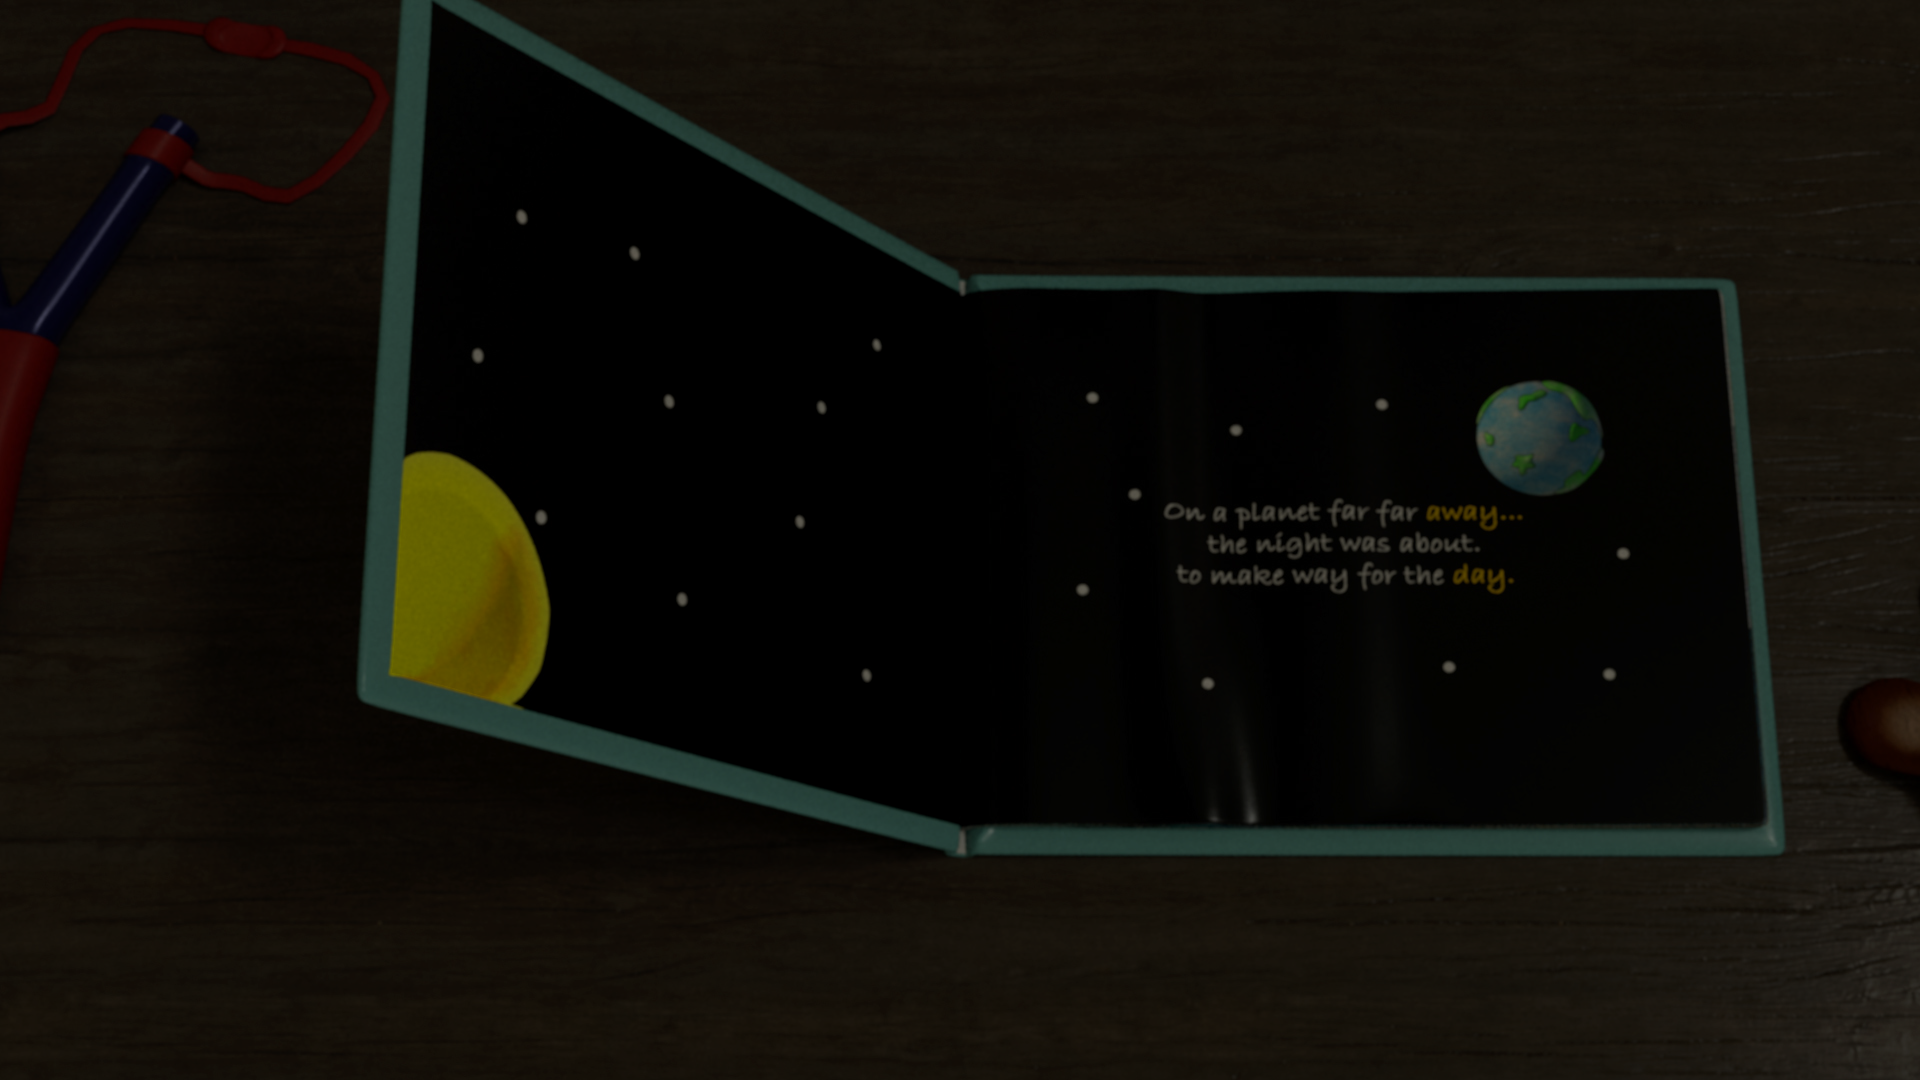 On a planet far far away...
the night was about.
to make way for the day.